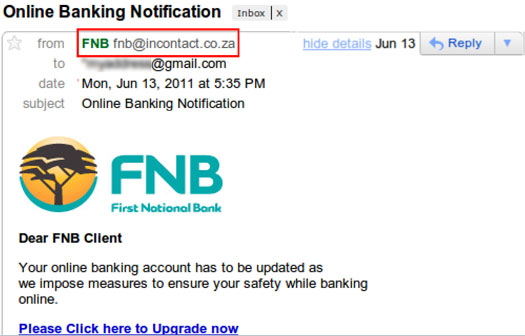 Online Banking Notification Inbox | X
from FNB fnb@incontact.co.za hide details Jun 13 Reply
to @gmail.com
date Mon, Jun 13, 2011 at 5:35 PM
subject Online Banking Notification
FNB
First National Bank
Dear FNB Client
Your online banking account has to be updated as
we impose measures to ensure your safety while banking
online.
Please Click here to Upgrade now